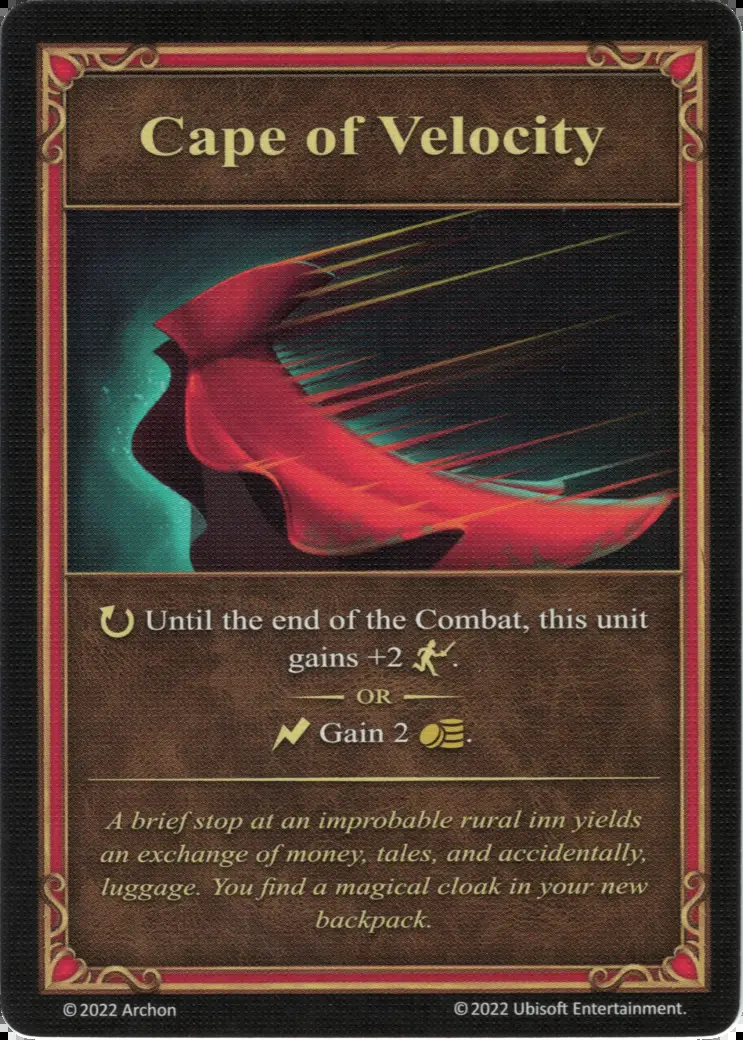 Cape of Velocity
Until the end of the Combat, this unit
gains +2 .
OR
Gain 2 .
A brief stop at an improbable rural inn yields
an exchange of money, tales, and accidentally,
luggage. You find a magical cloak in your new
backpack.
© 2022 Archon
© 2022 Ubisoft Entertainment.